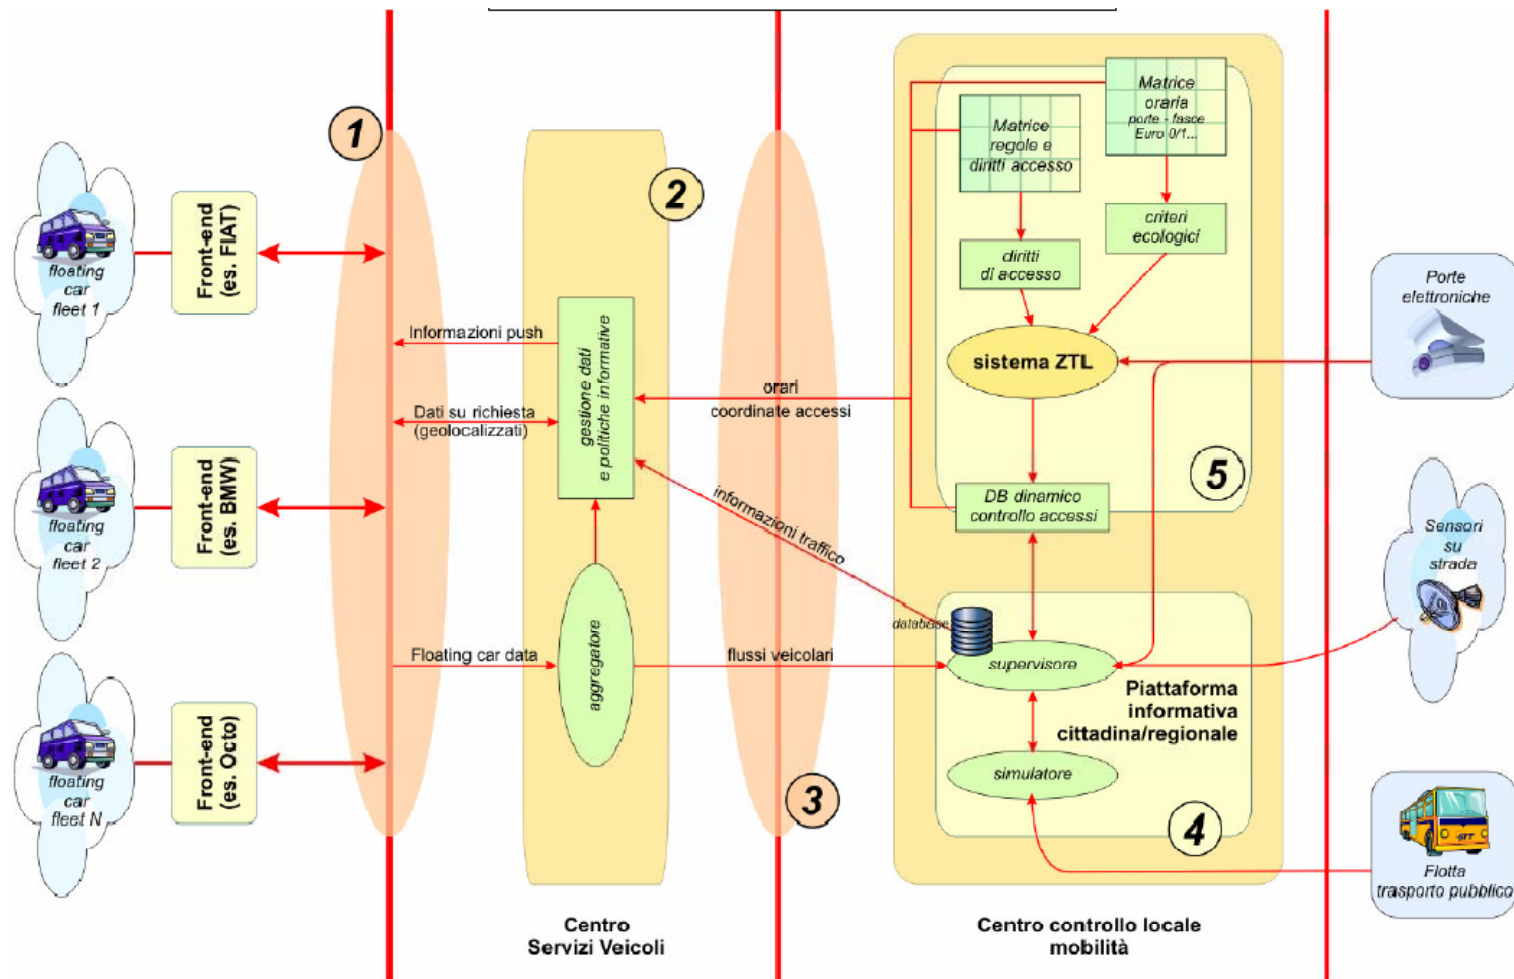 1
floating
car
fleet 1
Front-end
(es. FIAT)
floating
car
fleet 2
Front-end
(es. BMW)
floating
car
fleet N
Front-end
(es. Octo)
2
Informazioni push
Dati su richiesta
(geolocalizzati)
Floating car data
gestione dati
e politiche informative
aggregatore
Centro
Servizi Veicoli
orari
coordinate accessi
informazioni traffico
flussi veicolari
3
Matrice
regole e
diritti accesso
Matrice
oraria
porte - fasce
Euro 0/1...
diritti
di accesso
criteri
ecologici
sistema ZTL
5
DB dinamico
controllo accessi
database
supervisore
Piattaforma
informativa
cittadina/regionale
simulatore
4
Centro controllo locale
mobilità
Porte
elettroniche
Sensori
su
strada
GTT
Flotta
trasporto pubblico